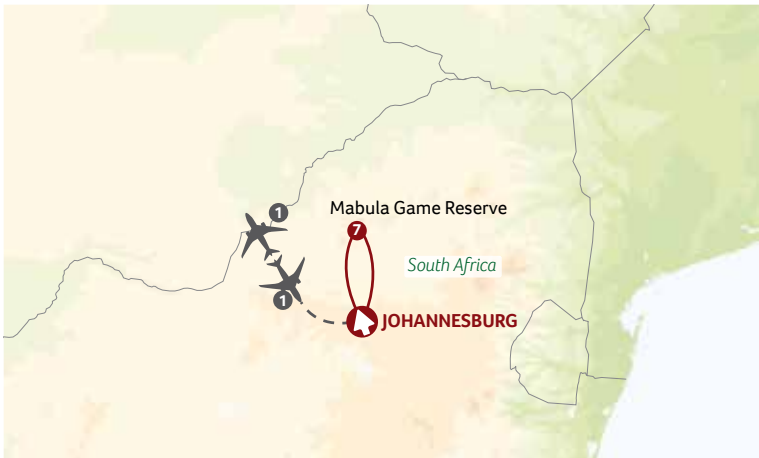 1
Mabula Game Reserve
7
South Africa
1
JOHANNESBURG